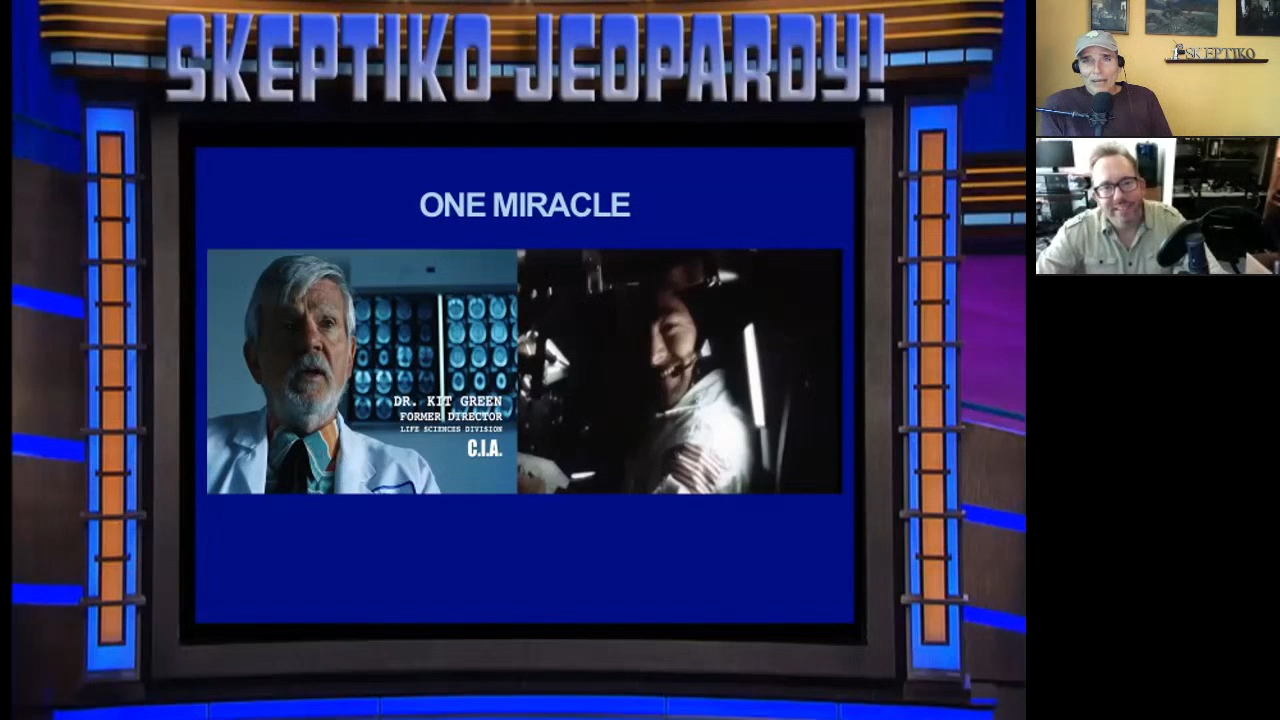 SKEPTIKO JEOPARDY!
ONE MIRACLE
DR. KIT GREEN
FORMER DIRECTOR
LIFE SCIENCES DIVISION
C.I.A.
SKEPTIKO